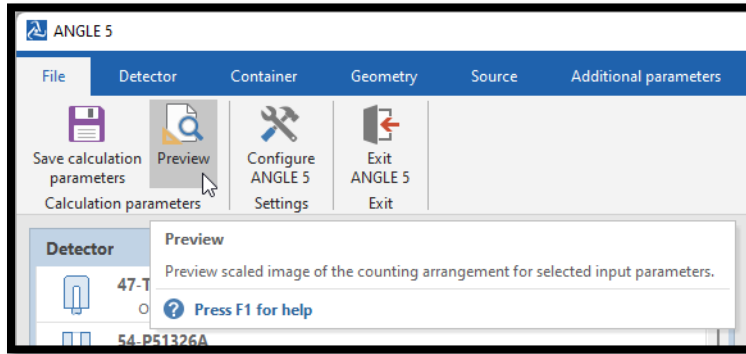 ANGLE 5
File Detector Container Geometry Source Additional parameters
Save calculation parameters
Preview
Configure ANGLE 5
Exit ANGLE 5
Calculation parameters Settings Exit
Detector
Preview
Preview scaled image of the counting arrangement for selected input parameters.
Press F1 for help
47-T
54-P51326A